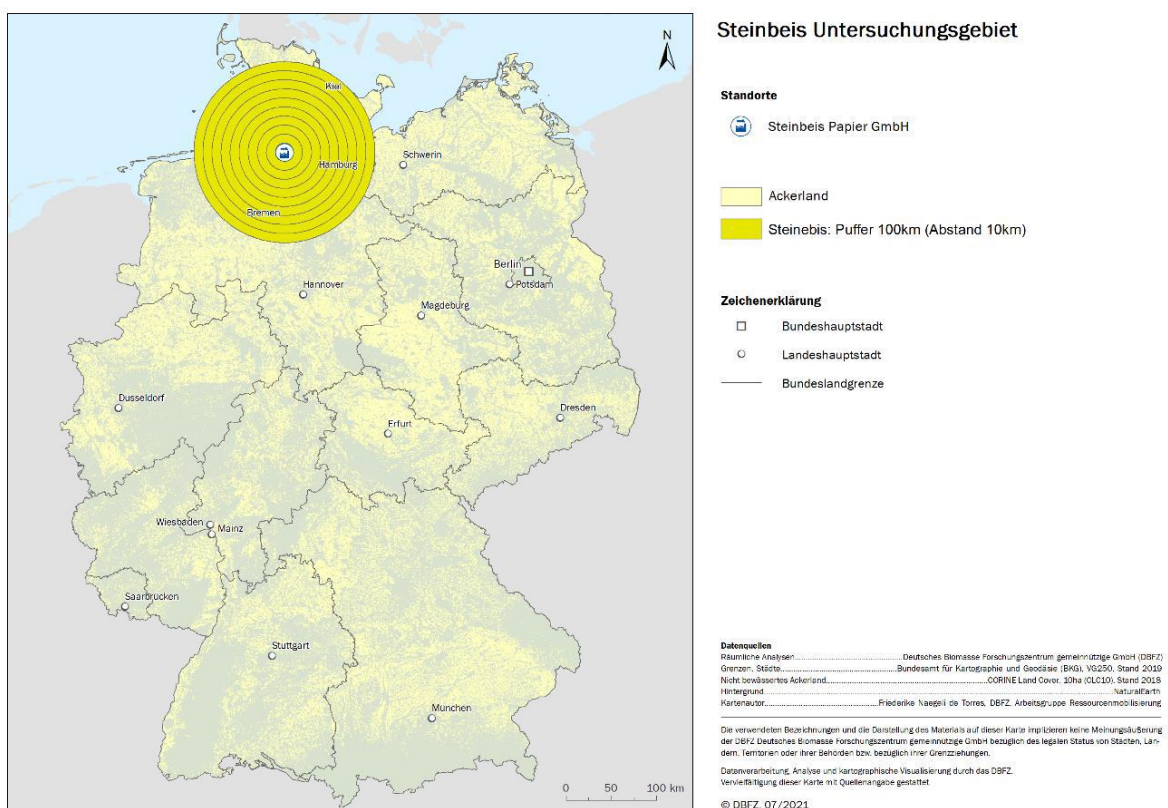 Steinbeis Untersuchungsgebiet
Standorte
Steinbeis Papier GmbH
Ackerland
Steinebis: Puffer 100km (Abstand 10km)
Zeichenerklärung
Bundeshauptstadt
Landeshauptstadt
Bundeslandgrenze
N
Kiel
Schwerin
Hamburg
Bremen
Berlin
Potsdam
Hannover
Magdeburg
Dusseldorf
Dresden
Erfurt
Wiesbaden
Mainz
Saarbrucken
Stuttgart
Munchen
0 50 100 km
Datenquellen
Räumliche Analysen Deutsches Biomasse Forschungszentrum gemeinnützige GmbH (DBFZ)
Grenzen, Städte Bundesamt für Kartographie und Geodäsie (BKG), VG250, Stand 2019
Nicht bewässertes Ackerland CORINE Land Cover, 10ha (CLC10), Stand 2018
Hintergrund NaturalEarth
Kartenautor Friederike Naegeli de Torres, DBFZ, Arbeitsgruppe Ressourcenmobilisierung
Die verwendeten Bezeichnungen und die Darstellung des Materials auf dieser Karte implizieren keine Meinungsäußerung
der DBFZ Deutsches Biomasse Forschungszentrum gemeinnützige GmbH bezüglich des legalen Status von Städten, Län-
dern, Territorien oder ihrer Behörden bzw. bezüglich ihrer Grenzziehungen.
Datenverarbeitung, Analyse und kartographische Visualisierung durch das DBFZ.
Vervielfältigung dieser Karte mit Quellenangabe gestattet
© DBFZ, 07/2021